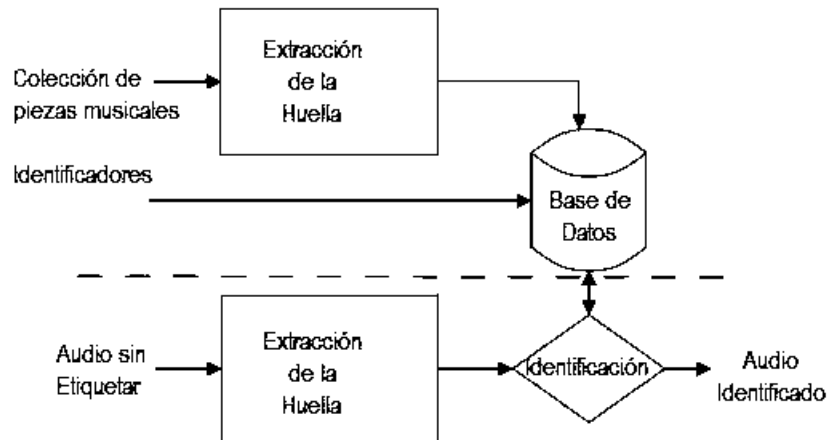 Extracción
de la
Huella
Colección de
piezas musicales
Identificadores
Base de
Datos
Audio sin
Etiquetar
Extracción
de la
Huella
Identificación
Audio
Identificado